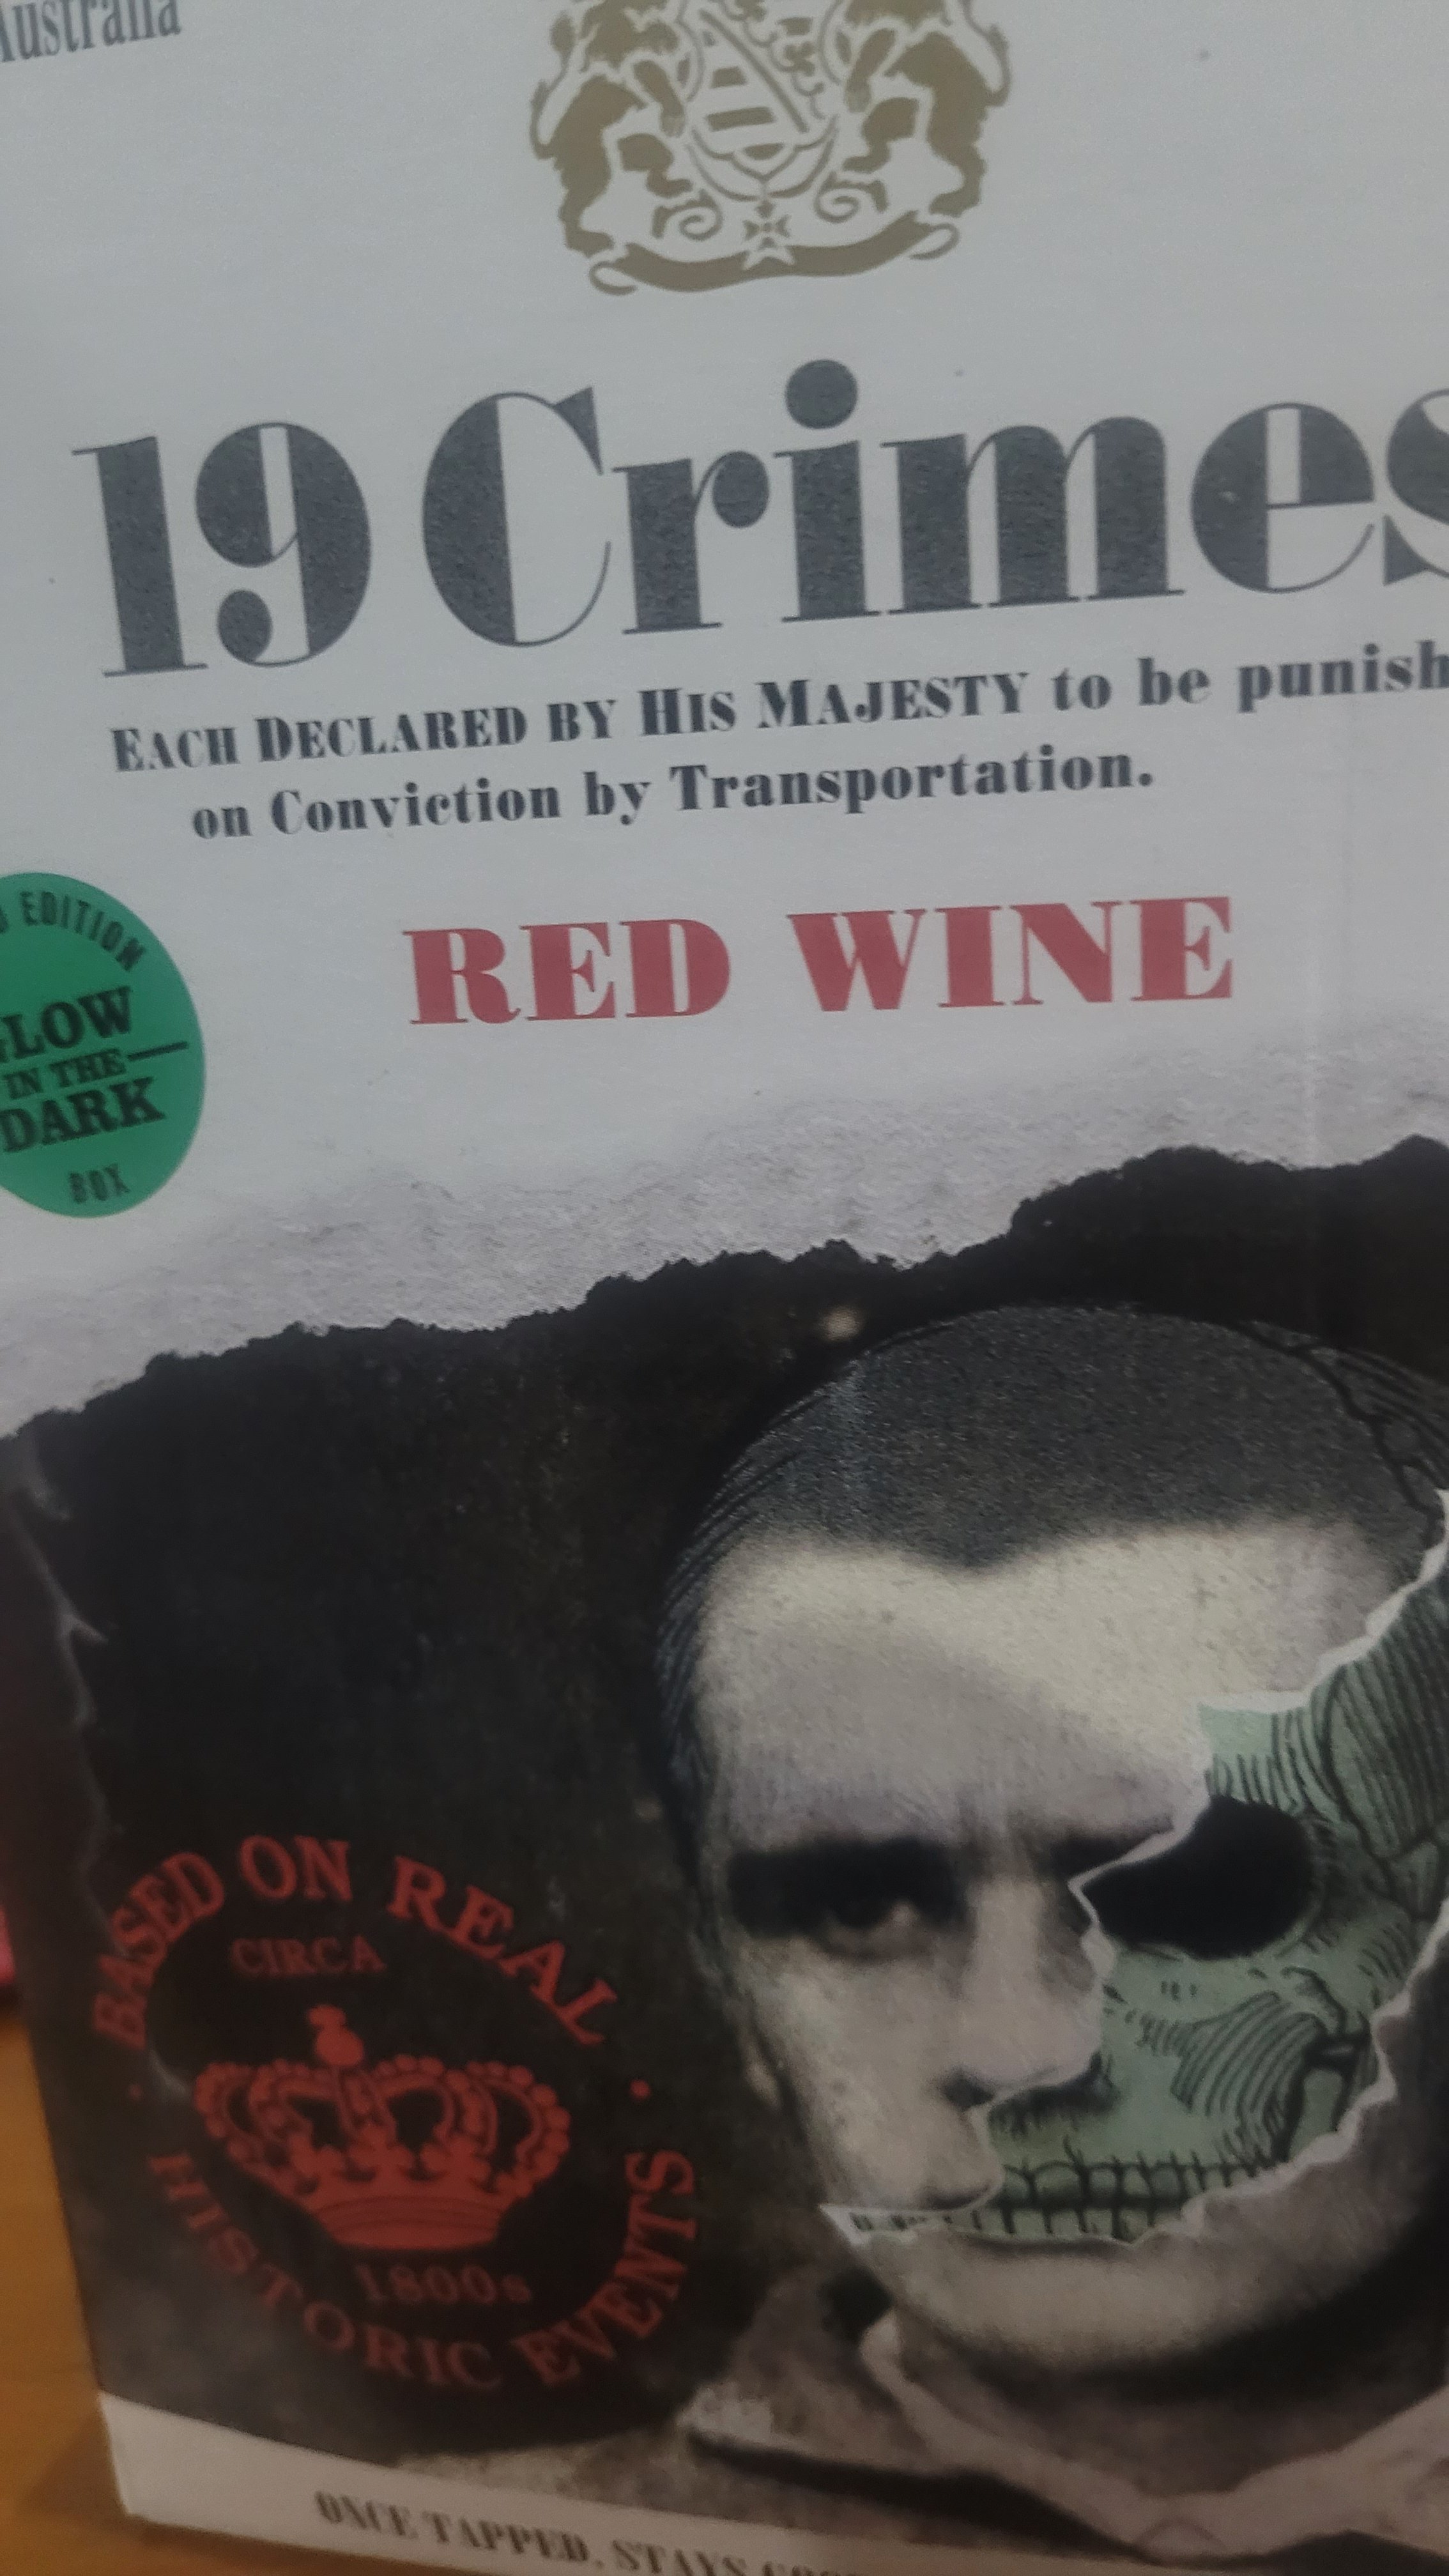 Australia
19 Crimes
EACH DECLARED BY HIS MAJESTY to be punish
on Conviction by Transportation.
RED WINE
EDITION
GLOW
IN THE
DARK
BOX
BASED ON REAL
CIRCA
1800s
HISTORIC EVENTS
ONCE TAPPED, STAYS